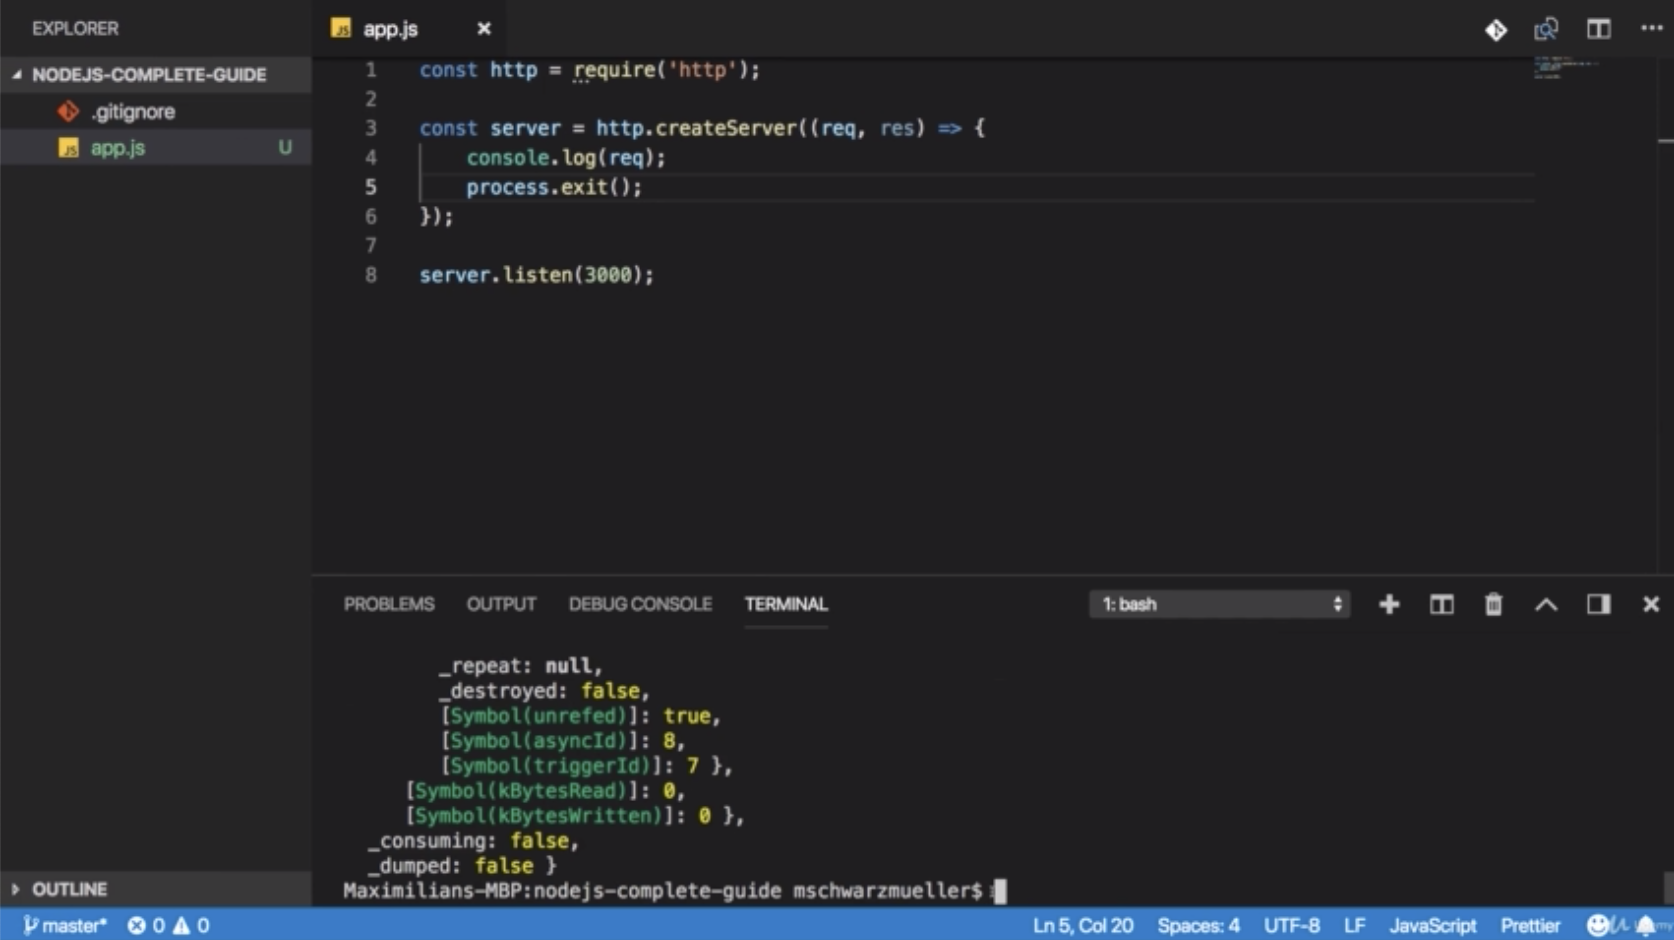 EXPLORER
NODEJS-COMPLETE-GUIDE
.gitignore
app.js U
OUTLINE
app.js
1 const http = require('http');
2
3 const server = http.createServer((req, res) => {
4 console.log(req);
5 process.exit();
6 });
7
8 server.listen(3000);
PROBLEMS OUTPUT DEBUG CONSOLE TERMINAL 1: bash
_repeat: null,
_destroyed: false,
[Symbol(unrefed)]: true,
[Symbol(asyncId)]: 8,
[Symbol(triggerId)]: 7 },
[Symbol(kBytesRead)]: 0,
[Symbol(kBytesWritten)]: 0 },
_consuming: false,
_dumped: false }
Maximilians-MBP:nodejs-complete-guide mschwarzmueller$
master* 0 0 Ln 5, Col 20 Spaces: 4 UTF-8 LF JavaScript Prettier